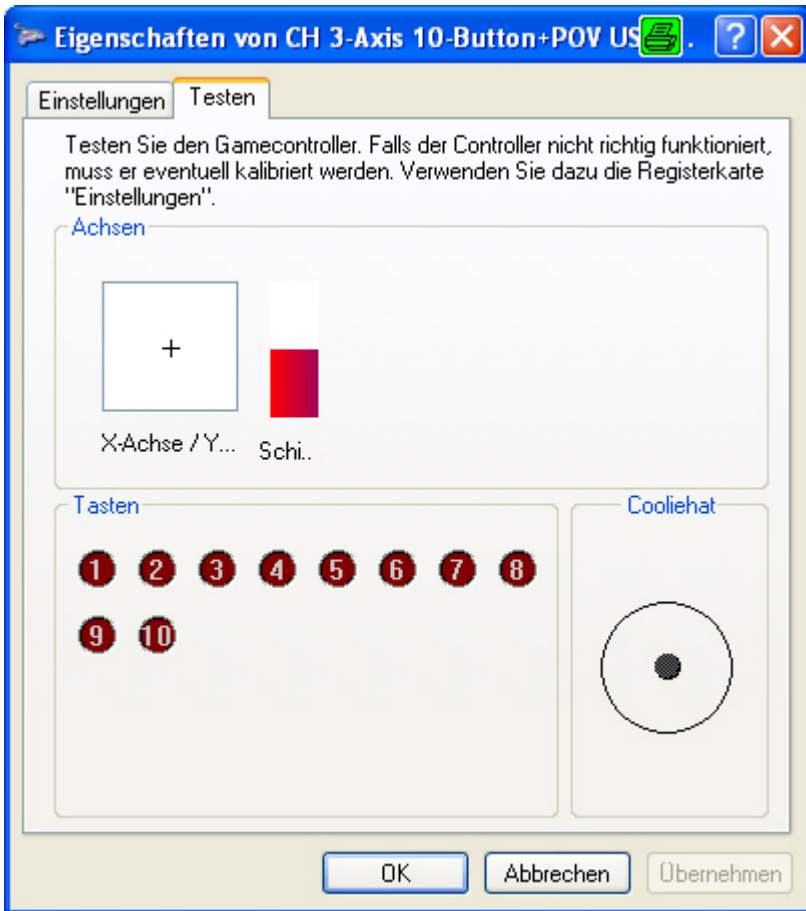 Eigenschaften von CH 3-Axis 10-Button+POV US .
?
Einstellungen
Testen
Testen Sie den Gamecontroller. Falls der Controller nicht richtig funktioniert,
muss er eventuell kalibriert werden. Verwenden Sie dazu die Registerkarte
"Einstellungen".
Achsen
X-Achse / Y...
Schi..
Tasten
1 2 3 4 5 6 7 8
9 10
Cooliehat
OK
Abbrechen
Übernehmen